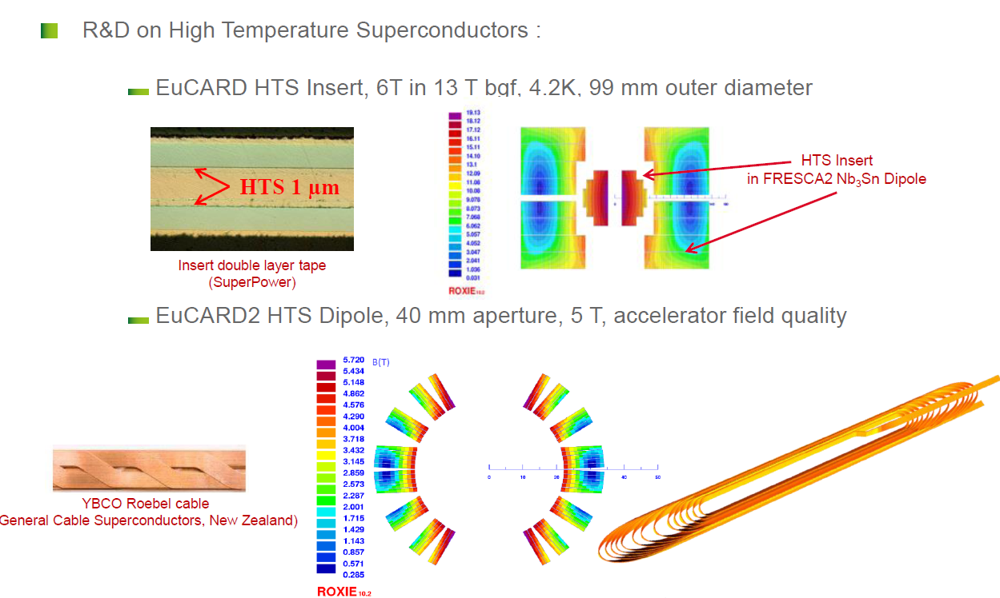 R&D on High Temperature Superconductors :
EuCARD HTS Insert, 6T in 13 T bgf, 4.2K, 99 mm outer diameter
HTS 1 µm
Insert double layer tape
(SuperPower)
19.13
18.12
17.12
16.11
15.11
14.10
13.1
12.09
11.08
10.08
9.078
8.073
7.068
6.062
5.057
4.052
3.047
2.041
1.036
0.031
ROXIE 10.2
HTS Insert
in FRESCA2 Nb₃Sn Dipole
EuCARD2 HTS Dipole, 40 mm aperture, 5 T, accelerator field quality
YBCO Roebel cable
General Cable Superconductors, New Zealand)
5.720
5.434
5.148
4.862
4.576
4.290
4.004
3.718
3.432
3.145
2.859
2.573
2.287
2.001
1.715
1.429
1.143
0.857
0.571
0.285
B(T)
ROXIE 10.2
0 10 20 40 50